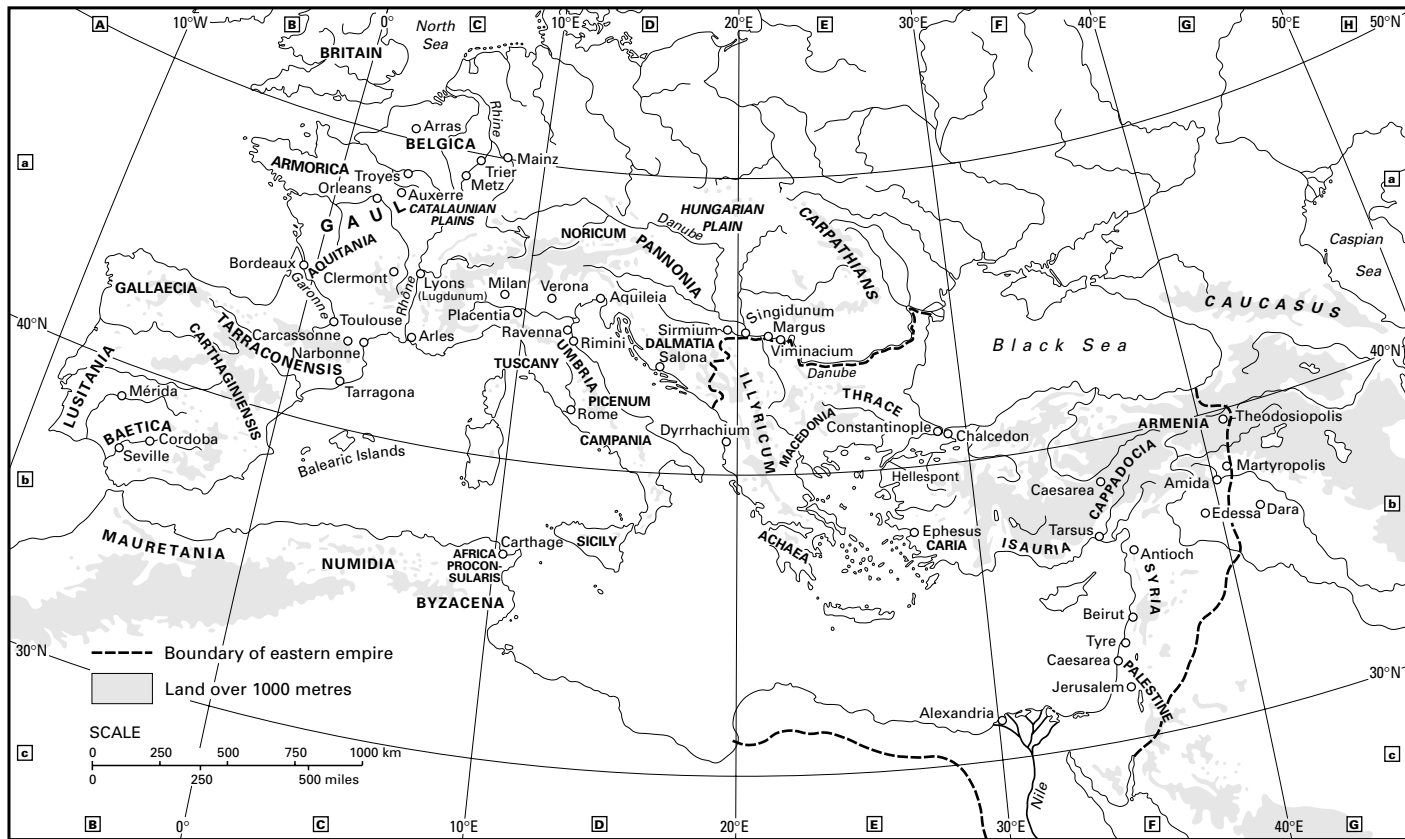 A
10°W
B
0°
North
Sea
C
10°E
D
20°E
E
30°E
F
40°E
G
50°E
H
50°N
BRITAIN
Rhine
Arras
BELGICA
a
ARMORICA
Mainz
Trier
Metz
a
Troyes
Orleans
Auxerre
CATALAUNIAN
PLAINS
GAUL
HUNGARIAN
PLAIN
Danube
CARPATHIANS
NORICUM
PANNONIA
Caspian
Sea
AQUITANIA
Bordeaux
Garonne
Clermont
Rhône
Lyons
(Lugdunum)
Milan
Verona
Aquileia
GALLAECIA
CAUCASUS
Placentia
Singidunum
40°N
TARRACONENSIS
Toulouse
Carcassonne
Narbonne
Arles
Ravenna
Rimini
Sirmium
DALMATIA
Salona
Margus
Viminacium
Black Sea
40°N
CARTHAGINIENSIS
TUSCANY
UMBRIA
Danube
LUSITANIA
Mérida
Tarragona
PICENUM
Rome
ILLYRICUM
THRACE
MACEDONIA
Constantinople
Chalcedon
ARMENIA
Theodosiopolis
BAETICA
Cordoba
Seville
Balearic Islands
CAMPANIA
Dyrrhachium
Martyropolis
b
Hellespont
Caesarea
CAPPADOCIA
Amida
b
Edessa
Dara
MAURETANIA
Carthage
SICILY
ACHAEA
Ephesus
CARIA
Tarsus
ISAURIA
NUMIDIA
AFRICA
PROCON-
SULARIS
Antioch
SYRIA
BYZACENA
Beirut
30°N
Boundary of eastern empire
Tyre
Caesarea
PALESTINE
30°N
Land over 1000 metres
Jerusalem
Alexandria
SCALE
0 250 500 750 1000 km
0 250 500 miles
c
c
Nile
B
0°
C
10°E
D
20°E
E
30°E
F
40°E
G